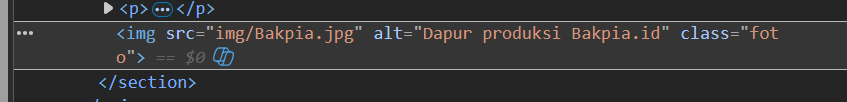 <p> ••• </p>
<img src="img/Bakpia.jpg" alt="Dapur produksi Bakpia.id" class="fot
o"> == $0
</section>